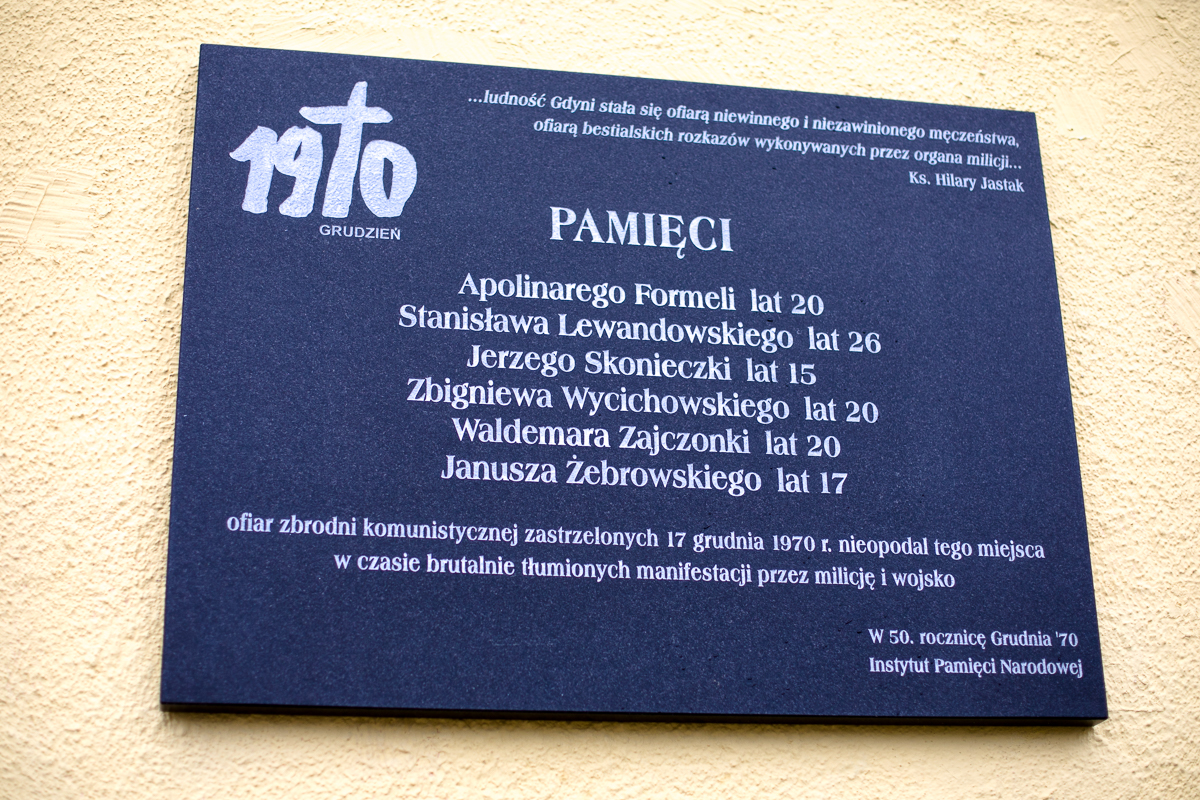 1970
GRUDZIEŃ
...ludność Gdyni stała się ofiarą niewinnego i niezawinionego męczeństwa,
ofiarą bestialskich rozkazów wykonywanych przez organa milicji...
Ks. Hilary Jastak
PAMIĘCI
Apolinarego Formeli lat 20
Stanisława Lewandowskiego lat 26
Jerzego Skonieczki lat 15
Zbigniewa Wycichowskiego lat 20
Waldemara Zajczonki lat 20
Janusza Żebrowskiego lat 17
ofiar zbrodni komunistycznej zastrzelonych 17 grudnia 1970 r. nieopodal tego miejsca
w czasie brutalnie tłumionych manifestacji przez milicję i wojsko
W 50. rocznicę Grudnia '70
Instytut Pamięci Narodowej